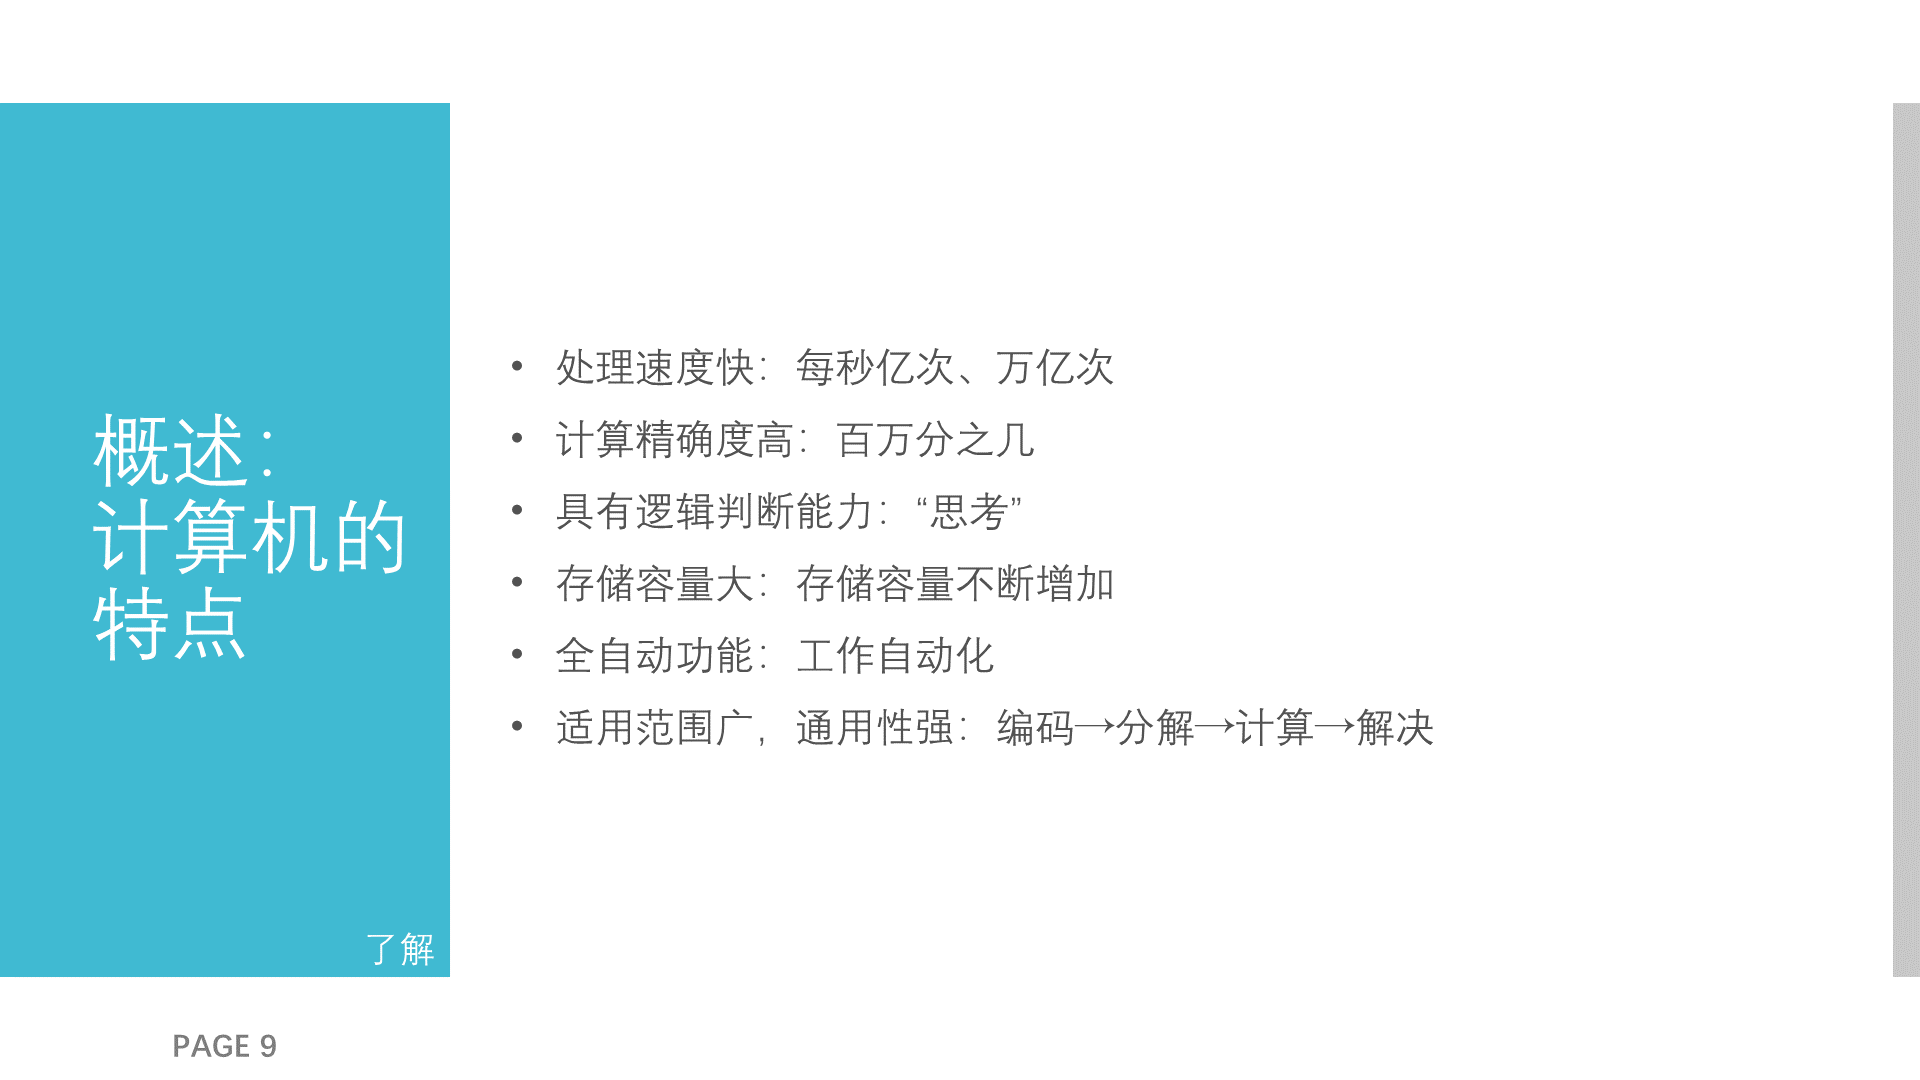 概述：
计算机的
特点
了解
• 处理速度快：每秒亿次、万亿次
• 计算精确度高：百万分之几
• 具有逻辑判断能力：“思考”
• 存储容量大：存储容量不断增加
• 全自动功能：工作自动化
• 适用范围广，通用性强：编码→分解→计算→解决
PAGE 9